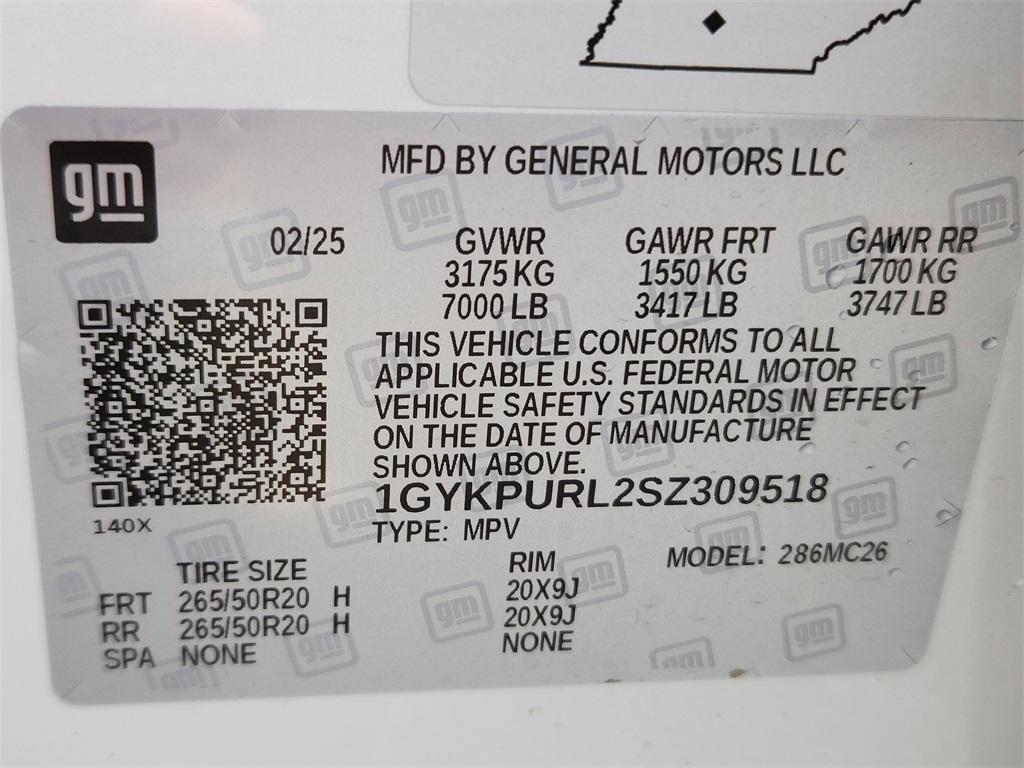 gm
MFD BY GENERAL MOTORS LLC
02/25 GVWR GAWR FRT GAWR RR
3175 KG 1550 KG 1700 KG
7000 LB 3417 LB 3747 LB
THIS VEHICLE CONFORMS TO ALL
APPLICABLE U.S. FEDERAL MOTOR
VEHICLE SAFETY STANDARDS IN EFFECT
ON THE DATE OF MANUFACTURE
SHOWN ABOVE.
1GYKPURL2SZ309518
140X
TYPE: MPV
TIRE SIZE RIM MODEL: 286MC26
FRT 265/50R20 H 20X9J
RR 265/50R20 H 20X9J
SPA NONE NONE